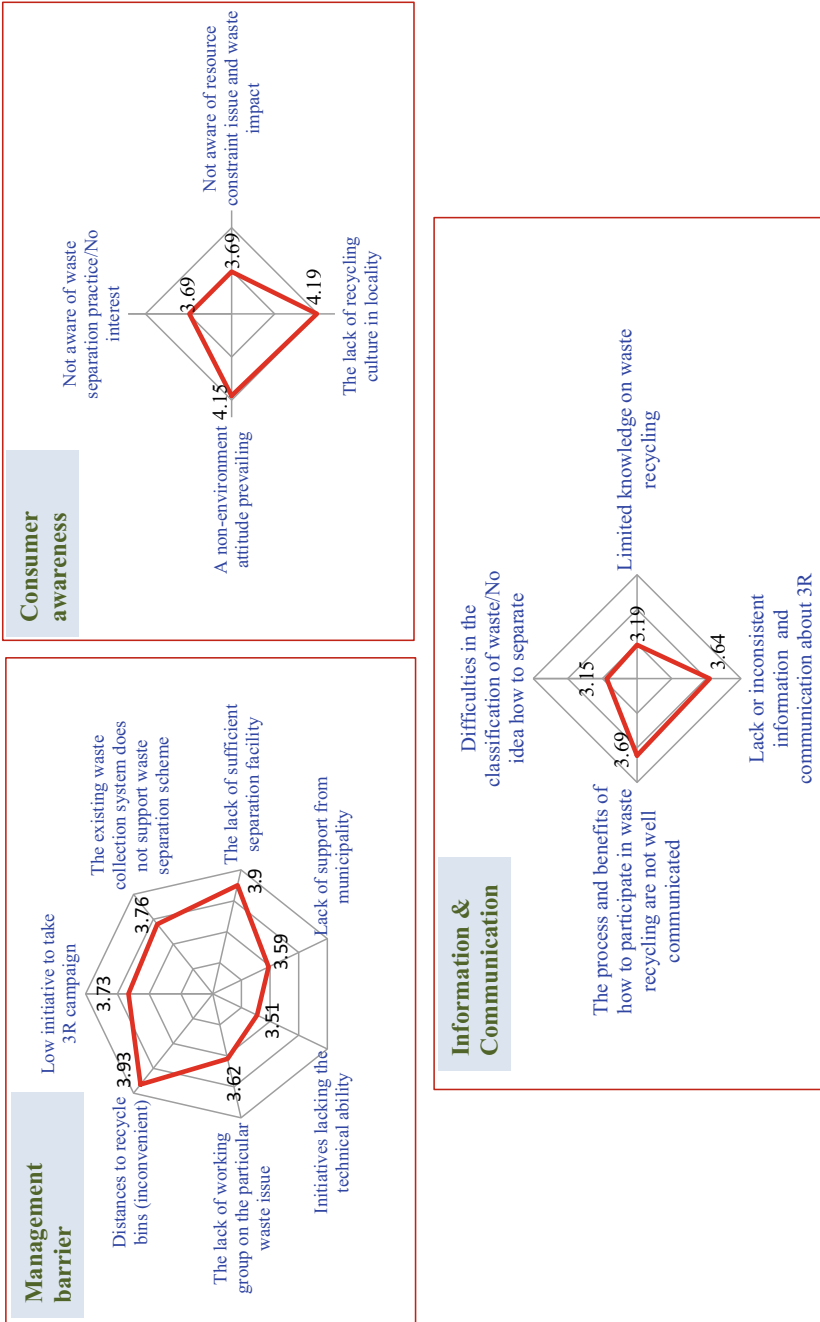 Management
barrier
Low initiative to take
3R campaign
3.73
The existing waste
collection system does
not support waste
separation scheme
3.76
The lack of sufficient
separation facility
3.9
Lack of support from
municipality
3.59
Initiatives lacking the
technical ability
3.51
The lack of working
group on the particular
waste issue
3.62
Distances to recycle
bins (inconvenient)
3.93
Consumer
awareness
Not aware of waste
separation practice/No
interest
3.69
Not aware of resource
constraint issue and waste
impact
3.69
The lack of recycling
culture in locality
4.19
A non-environment
attitude prevailing
4.15
Information &
Communication
Difficulties in the
classification of waste/No
idea how to separate
3.15
Limited knowledge on waste
recycling
3.19
Lack or inconsistent
information and
communication about 3R
3.64
The process and benefits of
how to participate in waste
recycling are not well
communicated
3.69